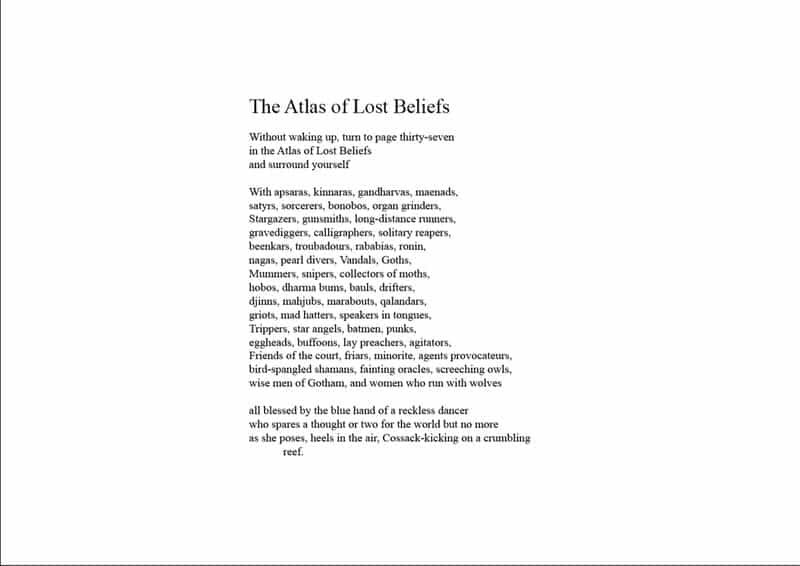 The Atlas of Lost Beliefs
Without waking up, turn to page thirty-seven
in the Atlas of Lost Beliefs
and surround yourself
With apsaras, kinnaras, gandharvas, maenads,
satyrs, sorcerers, bonobos, organ grinders,
Stargazers, gunsmiths, long-distance runners,
gravediggers, calligraphers, solitary reapers,
beenkars, troubadours, rababias, ronin,
nagas, pearl divers, Vandals, Goths,
Mummers, snipers, collectors of moths,
hobos, dharma bums, bauls, drifters,
djinns, mahjubs, marabouts, qalandars,
griots, mad hatters, speakers in tongues,
Trippers, star angels, batmen, punks,
eggheads, buffoons, lay preachers, agitators,
Friends of the court, friars, minorite, agents provocateurs,
bird-spangled shamans, fainting oracles, screeching owls,
wise men of Gotham, and women who run with wolves
all blessed by the blue hand of a reckless dancer
who spares a thought or two for the world but no more
as she poses, heels in the air, Cossack-kicking on a crumbling
reef.